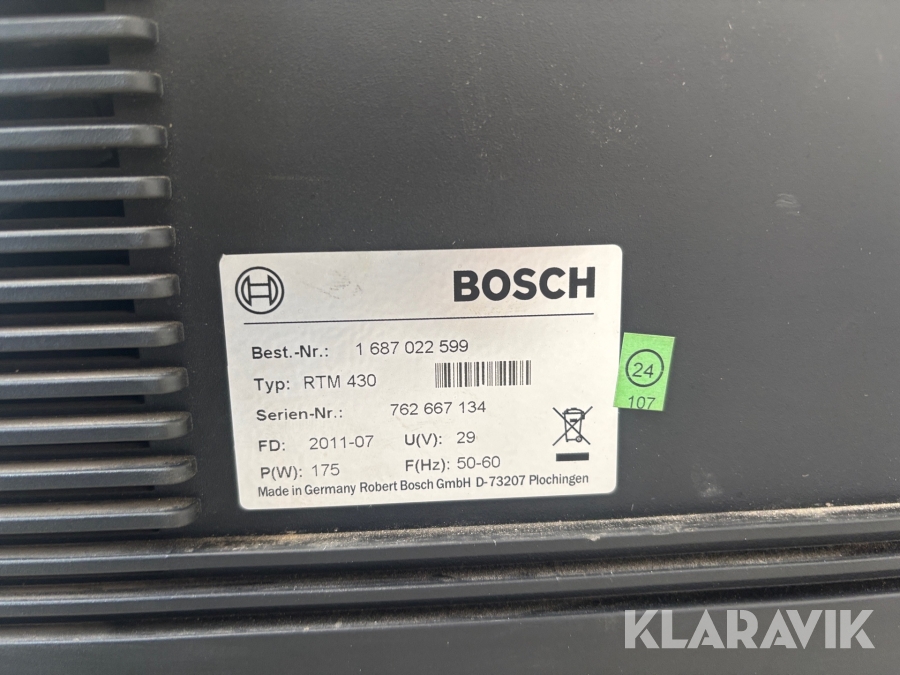 BOSCH
Best.-Nr.: 1 687 022 599
Typ: RTM 430
Serien-Nr.: 762 667 134
FD: 2011-07 U(V): 29
P(W): 175 F(Hz): 50-60
Made in Germany Robert Bosch GmbH D-73207 Plochingen
24
107
KLARAVIK